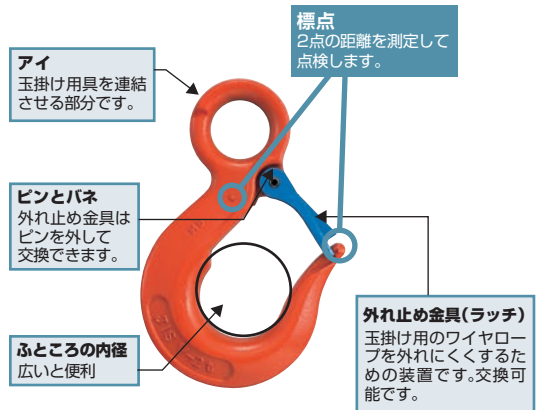 標点
2点の距離を測定して
点検します。
アイ
玉掛け用具を連結
させる部分です。
ピンとバネ
外れ止め金具は
ピンを外して
交換できます。
ふところの内径
広いと便利
外れ止め金具(ラッチ)
玉掛け用のワイヤロー
プを外れにくくするた
めの装置です。交換可
能です。